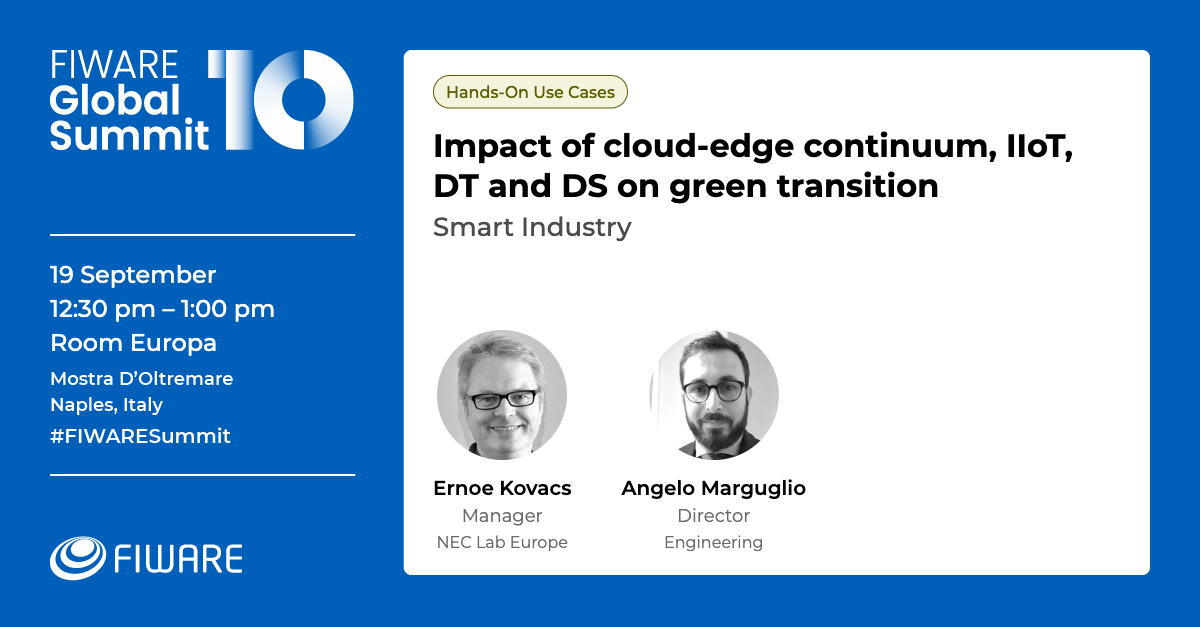 FIWARE
Global
Summit
10
19 September
12:30 pm – 1:00 pm
Room Europa
Mostra D’Oltremare
Naples, Italy
#FIWARESummit
FIWARE
Hands-On Use Cases
Impact of cloud-edge continuum, IIoT,
DT and DS on green transition
Smart Industry
Ernoe Kovacs
Manager
NEC Lab Europe
Angelo Marguglio
Director
Engineering